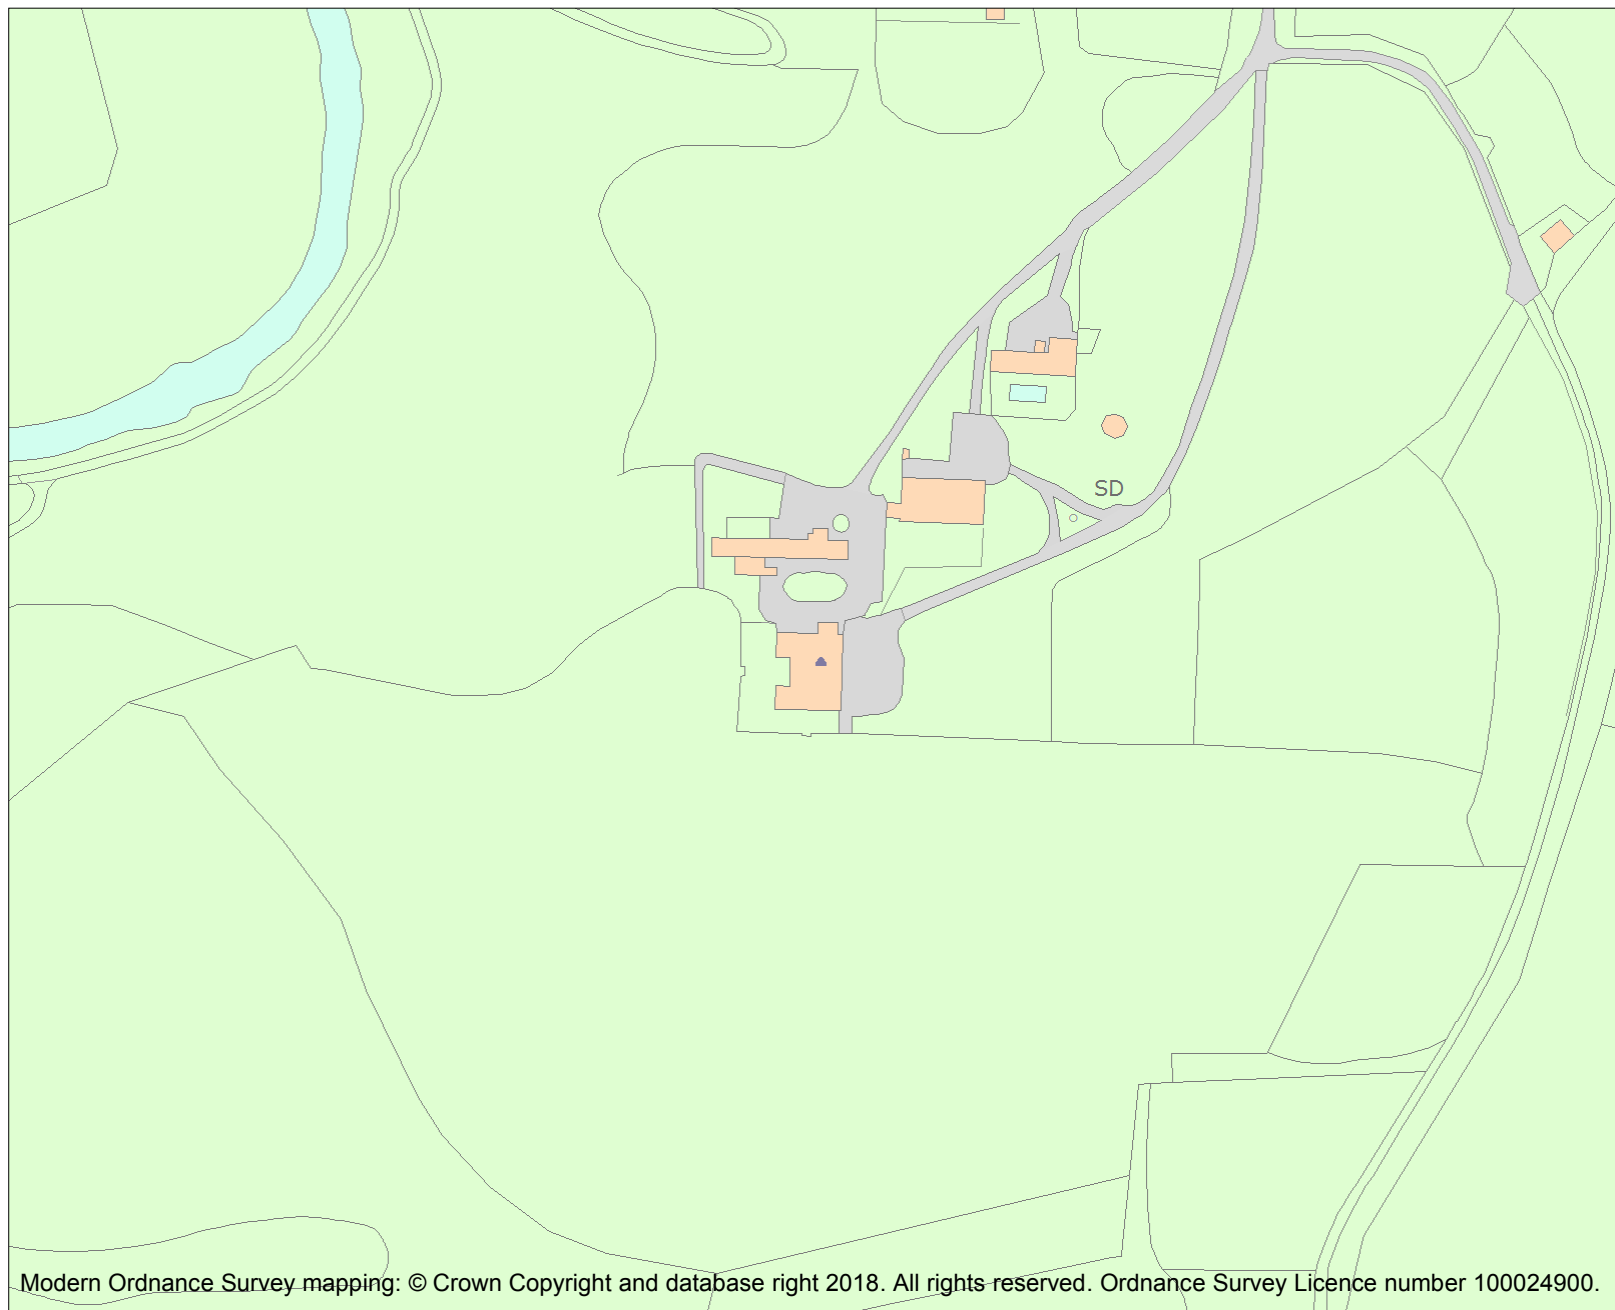 SD
Modern Ordnance Survey mapping: © Crown Copyright and database right 2018. All rights reserved. Ordnance Survey Licence number 100024900.